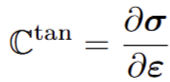 ℂ^tan = ∂𝝈/∂𝜺